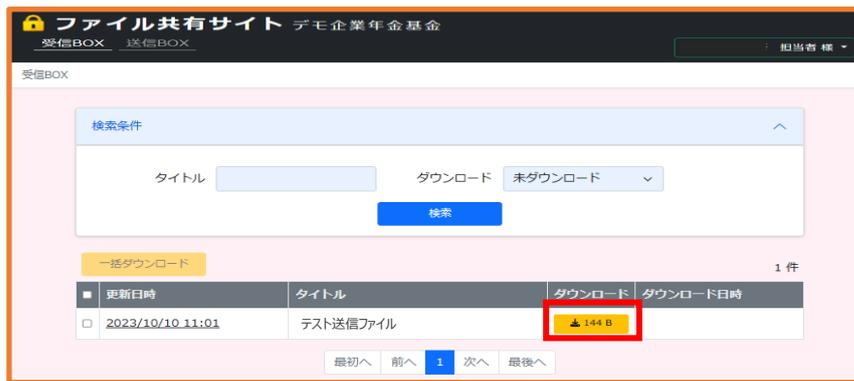 ファイル共有サイト デモ企業年金基金
受信BOX 送信BOX
担当者 様
受信BOX
検索条件
タイトル ダウンロード 未ダウンロード
検索
一括ダウンロード
1 件
更新日時 タイトル ダウンロード ダウンロード日時
2023/10/10 11:01 テスト送信ファイル 144 B
最初へ 前へ 1 次へ 最後へ